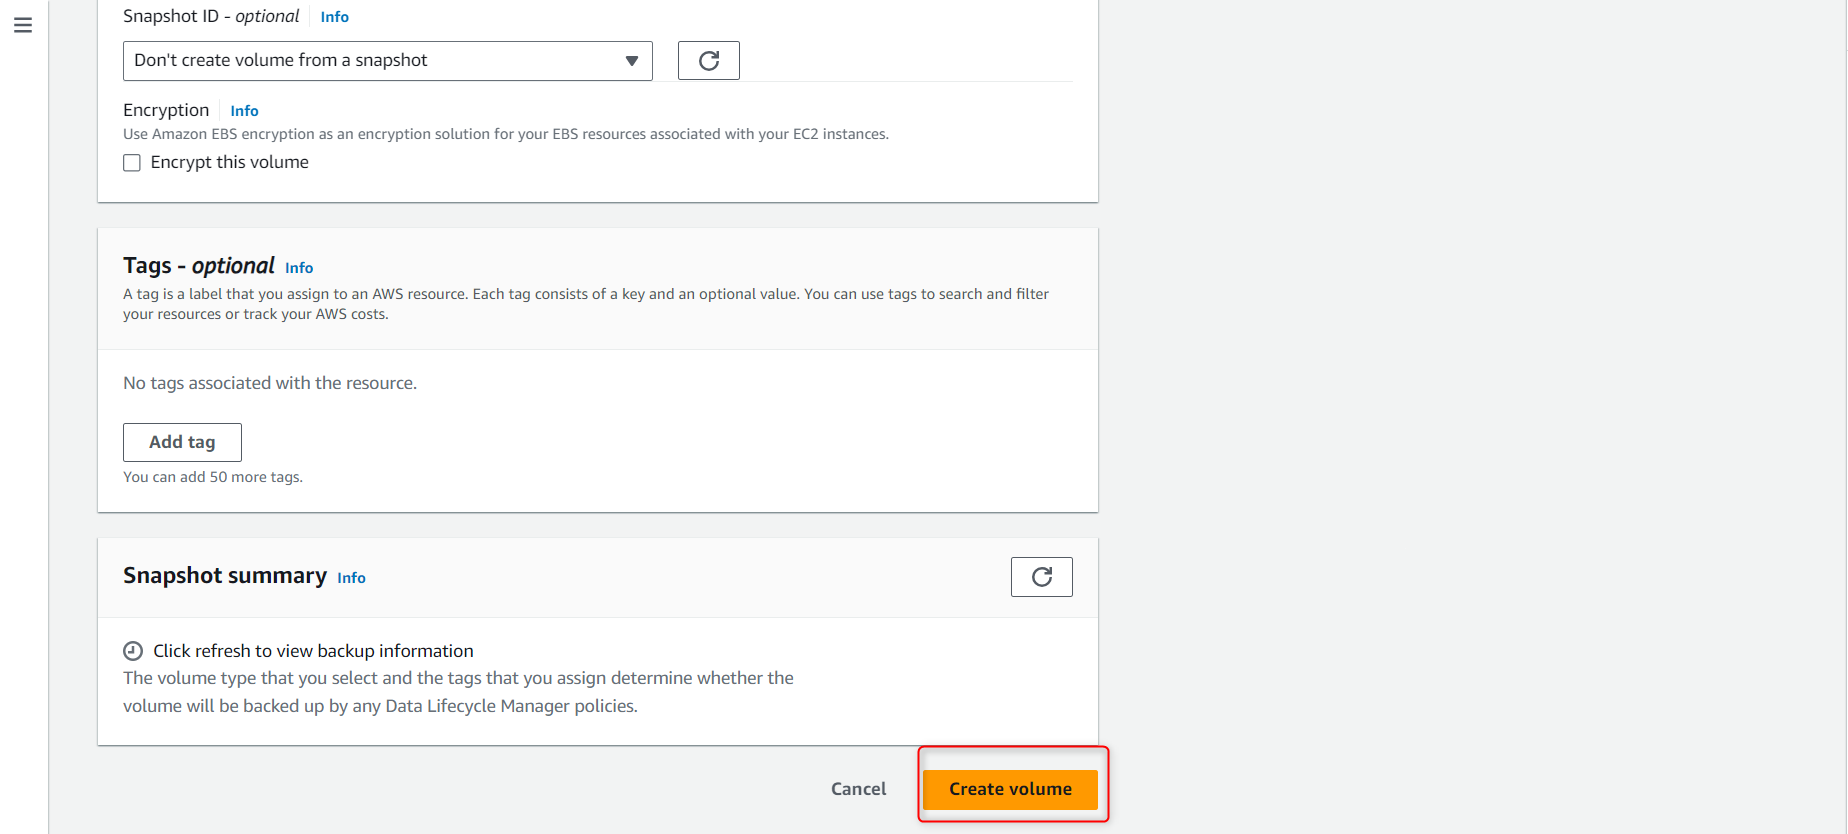 Snapshot ID - optional Info
Don't create volume from a snapshot
Encryption Info
Use Amazon EBS encryption as an encryption solution for your EBS resources associated with your EC2 instances.
Encrypt this volume
Tags - optional Info
A tag is a label that you assign to an AWS resource. Each tag consists of a key and an optional value. You can use tags to search and filter
your resources or track your AWS costs.
No tags associated with the resource.
Add tag
You can add 50 more tags.
Snapshot summary Info
Click refresh to view backup information
The volume type that you select and the tags that you assign determine whether the
volume will be backed up by any Data Lifecycle Manager policies.
Cancel Create volume